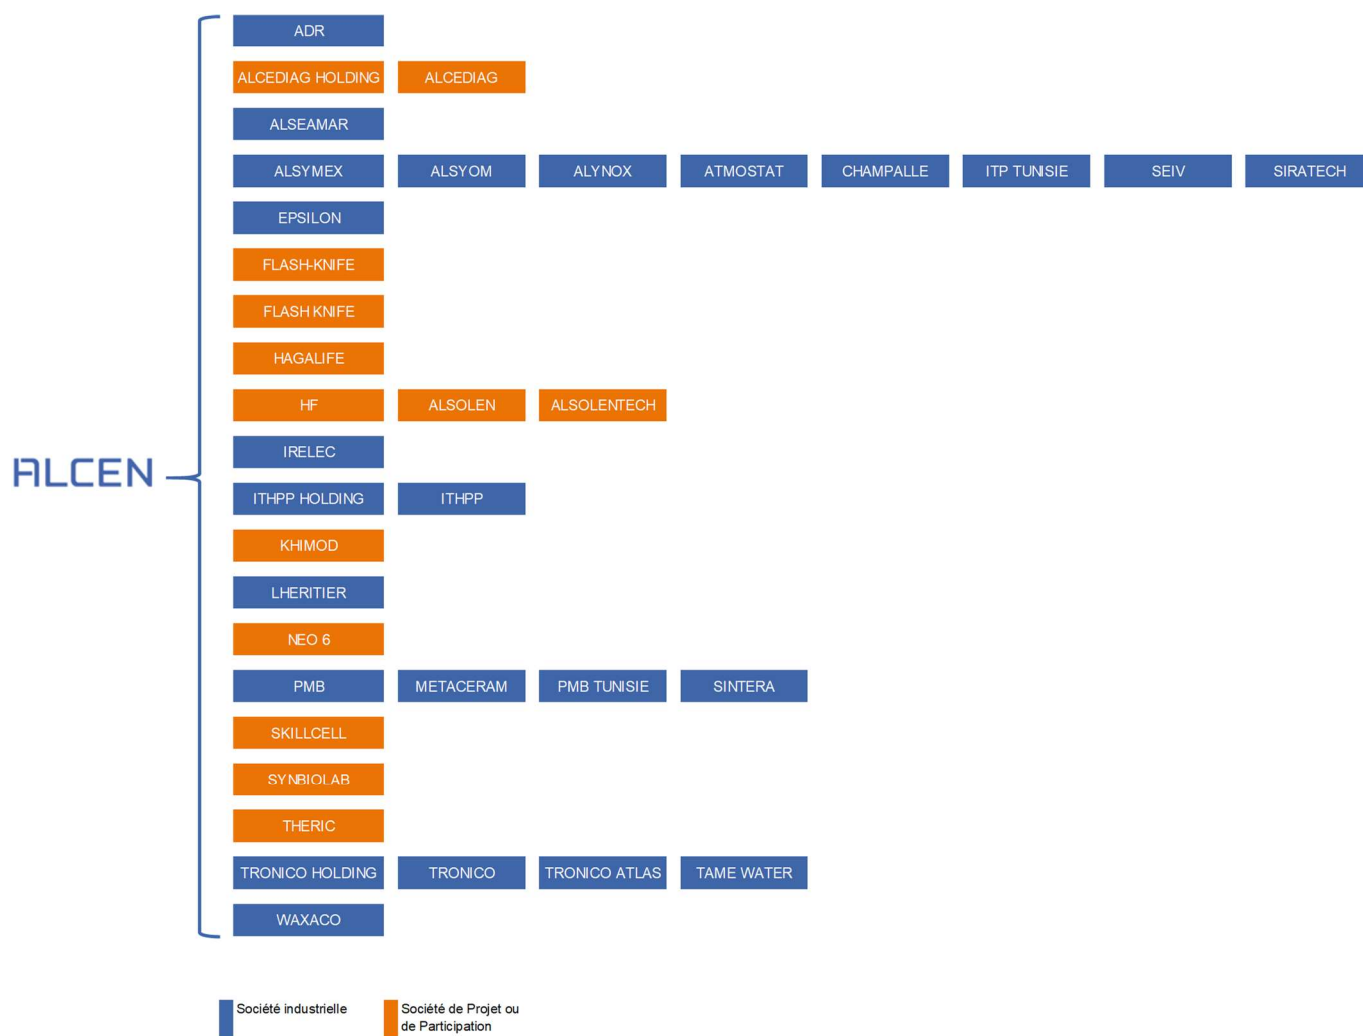 ADR
ALCEDIAG HOLDING ALCEDIAG
ALSEAMAR
ALSYMEX ALSYOM ALYNOX ATMOSTAT CHAMPALLE ITP TUNISIE SEIV SIRATECH
EPSILON
FLASH-KNIFE
FLASH KNIFE
HAGALIFE
HF ALSOLEN ALSOLENTECH
IRELEC
ALCEN
ITHPP HOLDING ITHPP
KHIMOD
LHERITIER
NEO 6
PMB METACERAM PMB TUNISIE SINTERA
SKILLCELL
SYNBIOLAB
THERIC
TRONICO HOLDING TRONICO TRONICO ATLAS TAME WATER
WAXACO
Société industrielle
Société de Projet ou
de Participation